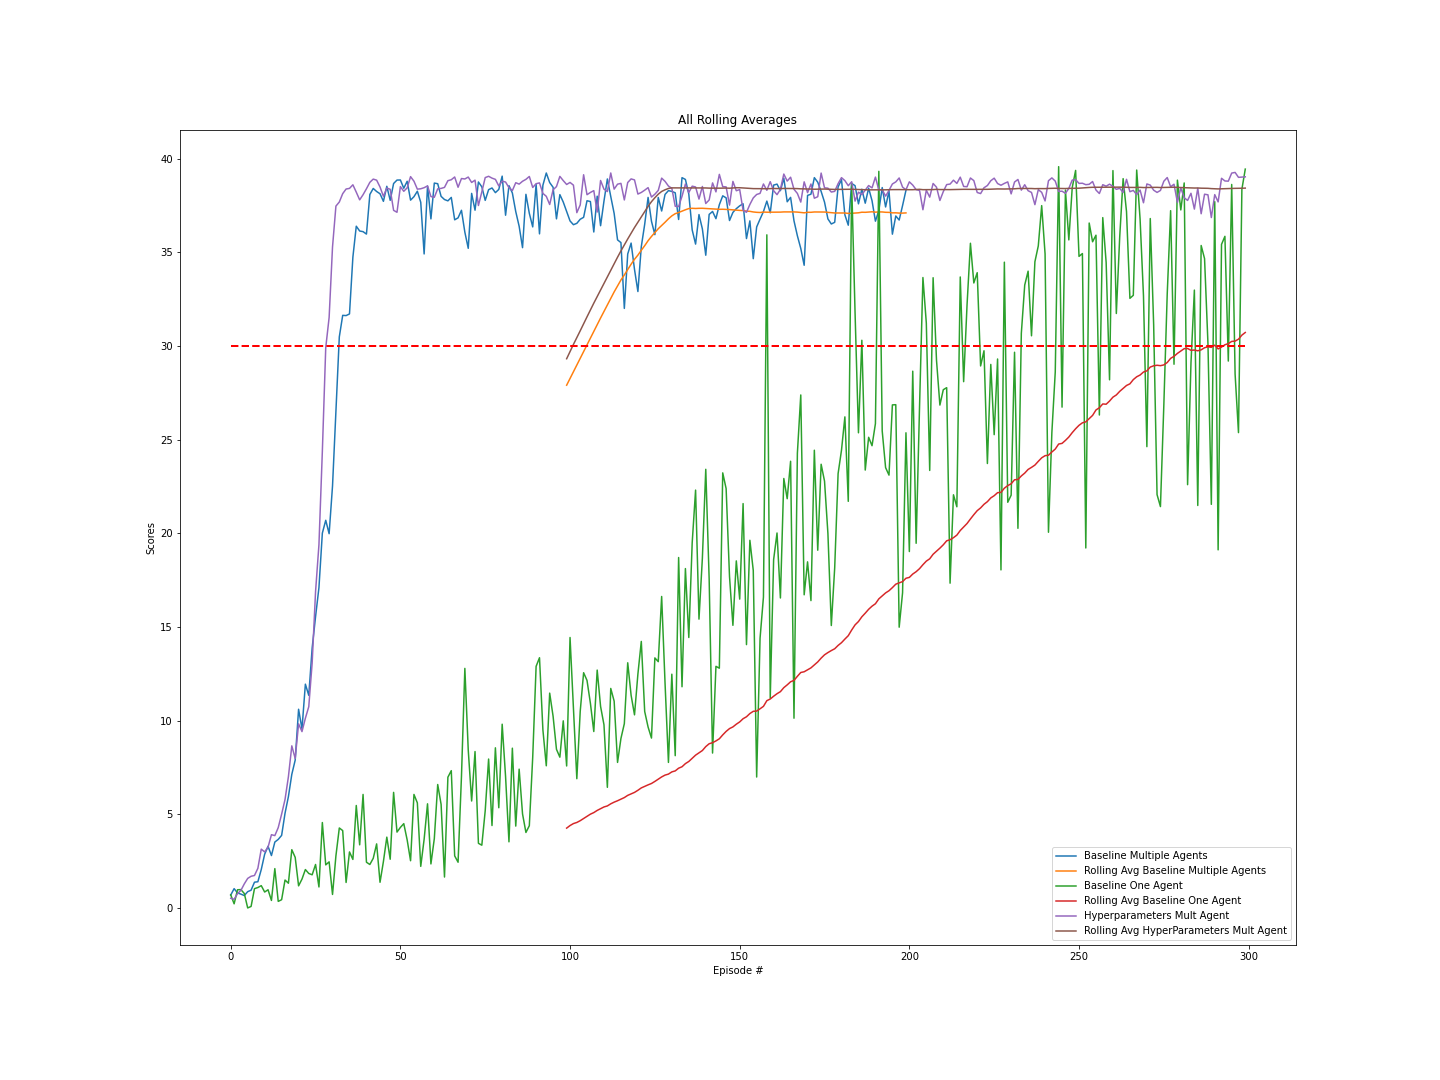 All Rolling Averages
40
35
30
25
20
15
10
5
0
Scores
0 50 100 150 200 250 300
Episode #
Baseline Multiple Agents
Rolling Avg Baseline Multiple Agents
Baseline One Agent
Rolling Avg Baseline One Agent
Hyperparameters Mult Agent
Rolling Avg HyperParameters Mult Agent